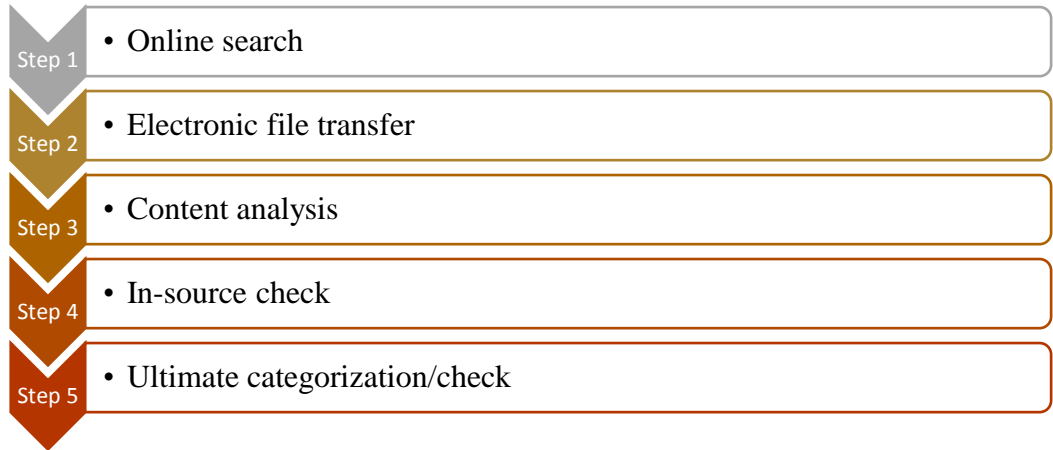 Step 1
• Online search
Step 2
• Electronic file transfer
Step 3
• Content analysis
Step 4
• In-source check
Step 5
• Ultimate categorization/check